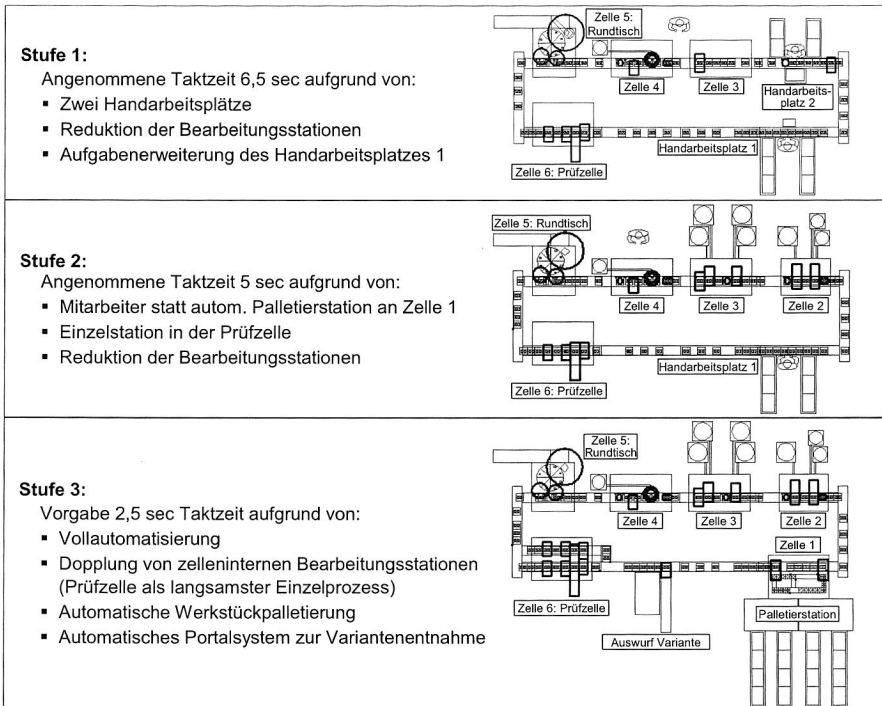 Stufe 1:
Angenommene Taktzeit 6,5 sec aufgrund von:
▪ Zwei Handarbeitsplätze
▪ Reduktion der Bearbeitungsstationen
▪ Aufgabenerweiterung des Handarbeitsplatzes 1
Zelle 5:
Rundtisch
Zelle 4
Zelle 3
Handarbeits-
platz 2
Handarbeitsplatz 1
Zelle 6: Prüfzelle
Stufe 2:
Angenommene Taktzeit 5 sec aufgrund von:
▪ Mitarbeiter statt autom. Palletierstation an Zelle 1
▪ Einzelstation in der Prüfzelle
▪ Reduktion der Bearbeitungsstationen
Zelle 5: Rundtisch
Zelle 4
Zelle 3
Zelle 2
Handarbeitsplatz 1
Zelle 6: Prüfzelle
Stufe 3:
Vorgabe 2,5 sec Taktzeit aufgrund von:
▪ Vollautomatisierung
▪ Dopplung von zelleninternen Bearbeitungsstationen
(Prüfzelle als langsamster Einzelprozess)
▪ Automatische Werkstückpalletierung
▪ Automatisches Portalsystem zur Variantenentnahme
Zelle 5:
Rundtisch
Zelle 4
Zelle 3
Zelle 2
Zelle 1
Zelle 6: Prüfzelle
Palletierstation
Auswurf Variante